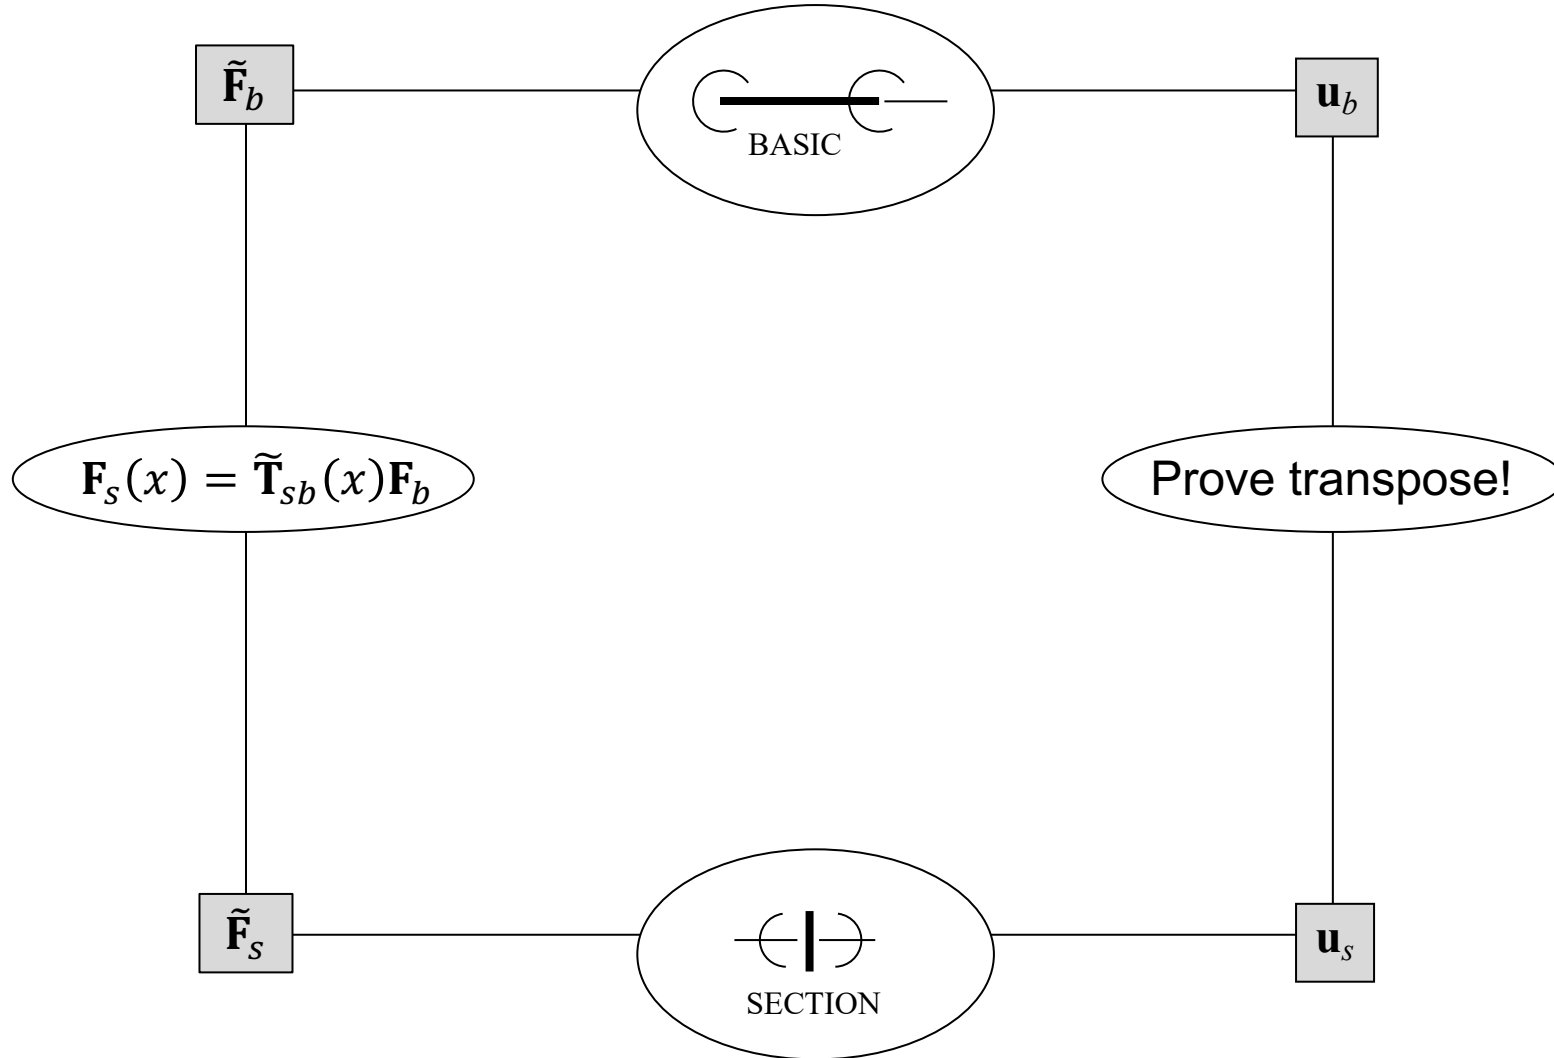 F̃_b
u_b
BASIC
F_s(x) = T̃_sb(x)F_b
Prove transpose!
F̃_s
u_s
SECTION